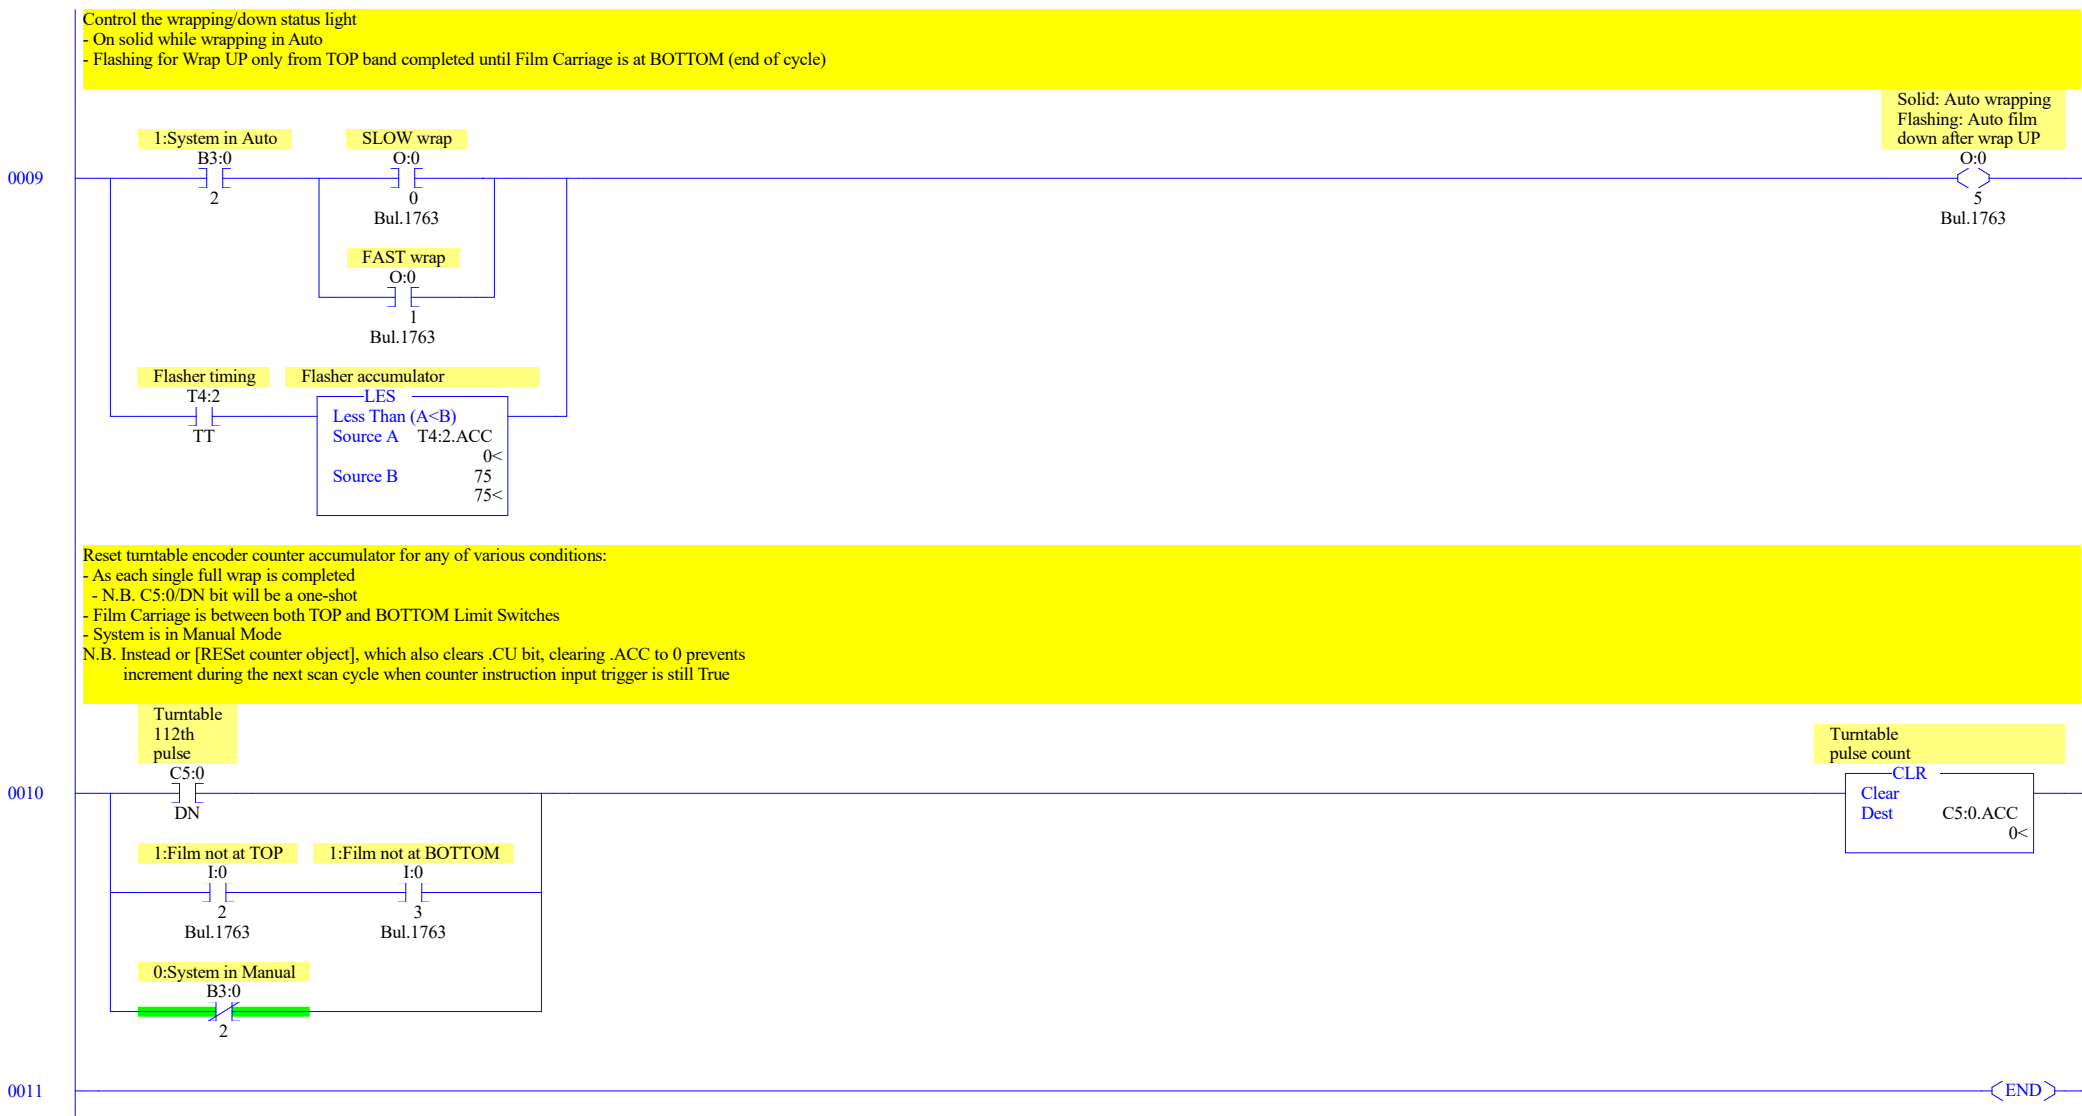 Control the wrapping/down status light
- On solid while wrapping in Auto
- Flashing for Wrap UP only from TOP band completed until Film Carriage is at BOTTOM (end of cycle)
Solid: Auto wrapping
Flashing: Auto film
down after wrap UP
1:System in Auto
SLOW wrap
B3:0
O:0
O:0
0009
2
0
5
Bul.1763
Bul.1763
FAST wrap
O:0
1
Bul.1763
Flasher timing
Flasher accumulator
T4:2
LES
TT
Less Than (A<B)
Source A T4:2.ACC
0<
Source B 75
75<
Reset turntable encoder counter accumulator for any of various conditions:
- As each single full wrap is completed
- N.B. C5:0/DN bit will be a one-shot
- Film Carriage is between both TOP and BOTTOM Limit Switches
- System is in Manual Mode
N.B. Instead or [RESet counter object], which also clears .CU bit, clearing .ACC to 0 prevents
increment during the next scan cycle when counter instruction input trigger is still True
Turntable
112th
pulse
Turntable
pulse count
C5:0
CLR
0010
DN
Clear
Dest C5:0.ACC
0<
1:Film not at TOP
1:Film not at BOTTOM
I:0
I:0
2
3
Bul.1763
Bul.1763
0:System in Manual
B3:0
2
0011
END